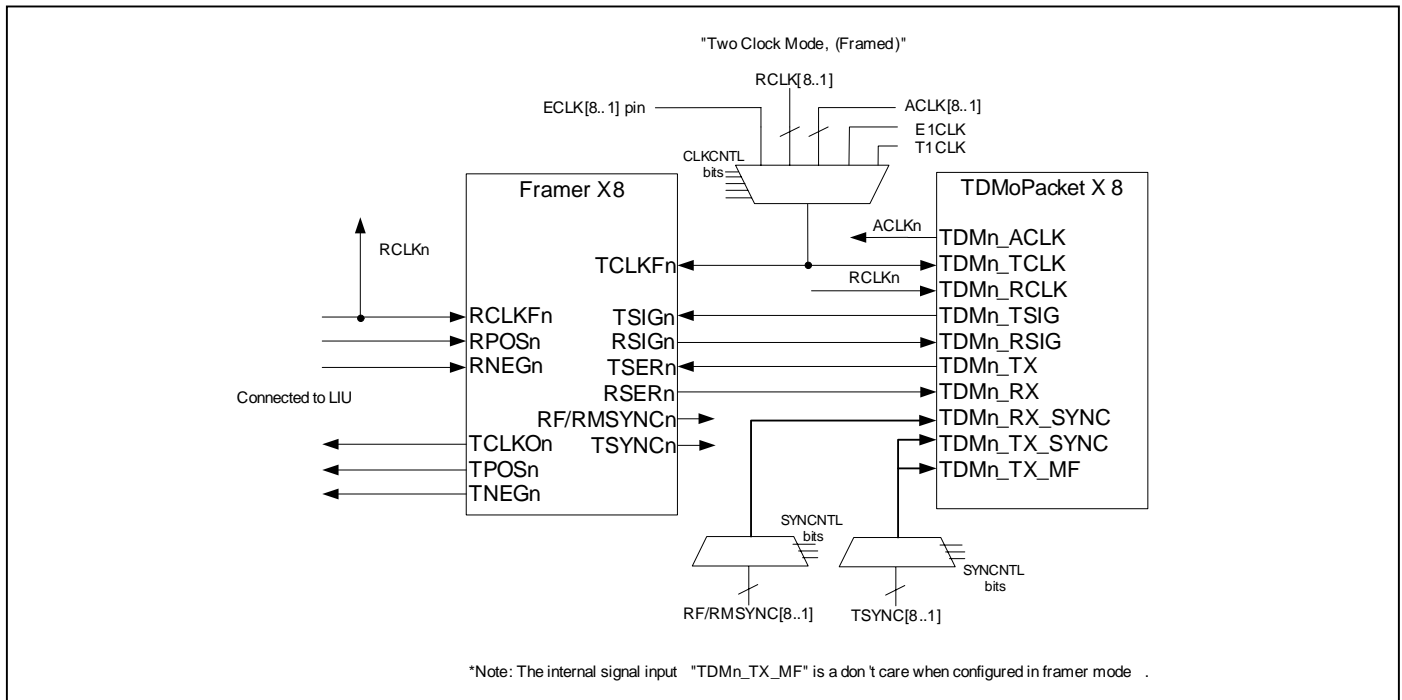 "Two Clock Mode, (Framed)"
RCLK[8..1]
ECLK[8..1] pin
ACLK[8..1]
E1CLK
T1CLK
CLKCNTL
bits
Framer X8
TDMoPacket X 8
RCLKn
ACLKn
TDMn_ACLK
TCLKFn
TDMn_TCLK
RCLKn
TDMn_RCLK
RCLKFn
TSIGn
TDMn_TSIG
RPOSn
RSIGn
TDMn_RSIG
RNEGn
TSERn
TDMn_TX
Connected to LIU
RSERn
TDMn_RX
RF/RMSYNCn
TDMn_RX_SYNC
TCLKOn
TSYNCn
TDMn_TX_SYNC
TPOSn
TDMn_TX_MF
TNEGn
SYNCNTL
bits
SYNCNTL
bits
RF/RMSYNC[8..1]
TSYNC[8..1]
*Note: The internal signal input "TDMn_TX_MF" is a don't care when configured in framer mode .